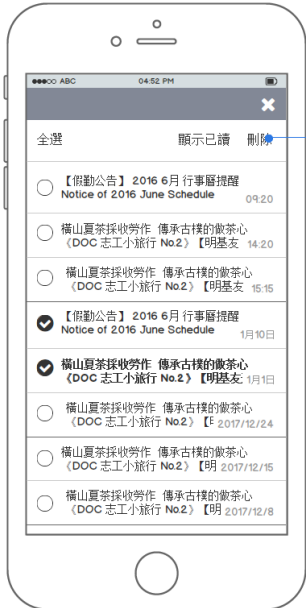 ABC 04:52 PM
全選 顯示已讀 刪除
【假勤公告】 2016 6月 行事曆提醒
Notice of 2016 June Schedule 09:20
橫山夏茶採收勞作 傳承古樸的做茶心
《DOC 志工小旅行 No.2》【明基友 14:20
橫山夏茶採收勞作 傳承古樸的做茶心
《DOC 志工小旅行 No.2》【明基友 15:15
【假勤公告】 2016 6月 行事曆提醒
Notice of 2016 June Schedule 1月10日
橫山夏茶採收勞作 傳承古樸的做茶心
《DOC 志工小旅行 No.2》【明基友 1月1日
橫山夏茶採收勞作 傳承古樸的做茶心
《DOC 志工小旅行 No.2》【 2017/12/24
橫山夏茶採收勞作 傳承古樸的做茶心
《DOC 志工小旅行 No.2》【明 2017/12/15
橫山夏茶採收勞作 傳承古樸的做茶心
《DOC 志工小旅行 No.2》【明 2017/12/8